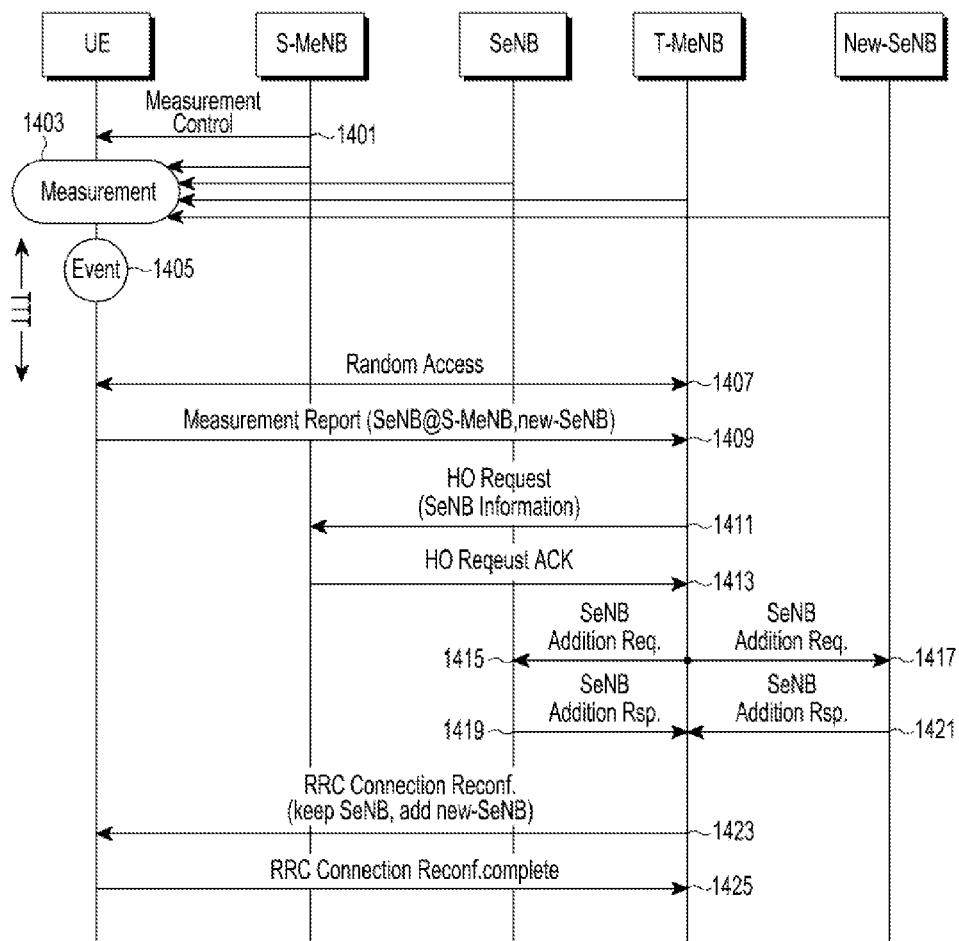 UE
S-MeNB
SeNB
T-MeNB
New-SeNB
Measurement
Control
1401
1403
Measurement
Event
1405
TTT
Random Access
1407
Measurement Report (SeNB@S-MeNB,new-SeNB)
1409
HO Request
(SeNB Information)
1411
HO Reqeust ACK
1413
SeNB
Addition Req.
SeNB
Addition Req.
1415
1417
SeNB
Addition Rsp.
SeNB
Addition Rsp.
1419
1421
RRC Connection Reconf.
(keep SeNB, add new-SeNB)
1423
RRC Connection Reconf.complete
1425